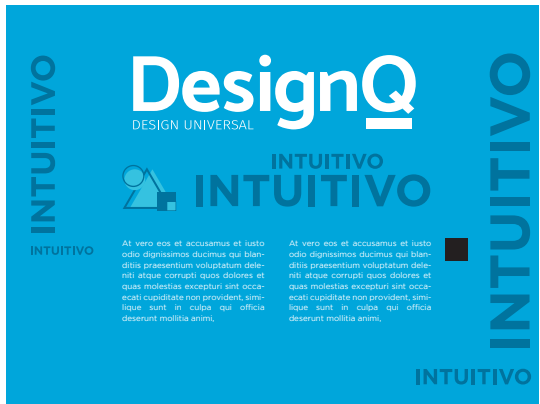 INTUITIVO
INTUITIVO
DesignQ
DESIGN UNIVERSAL
INTUITIVO
INTUITIVO
At vero eos et accusamus et iusto
odio dignissimos ducimus qui blan-
ditiis praesentium voluptatum dele-
niti atque corrupti quos dolores et
quas molestias excepturi sint occa-
ecati cupiditate non provident, simi-
lique sunt in culpa qui officia
deserunt mollitia animi,
At vero eos et accusamus et iusto
odio dignissimos ducimus qui blan-
ditiis praesentium voluptatum dele-
niti atque corrupti quos dolores et
quas molestias excepturi sint occa-
ecati cupiditate non provident, simi-
lique sunt in culpa qui officia
deserunt mollitia animi,
INTUITIVO
INTUITIVO